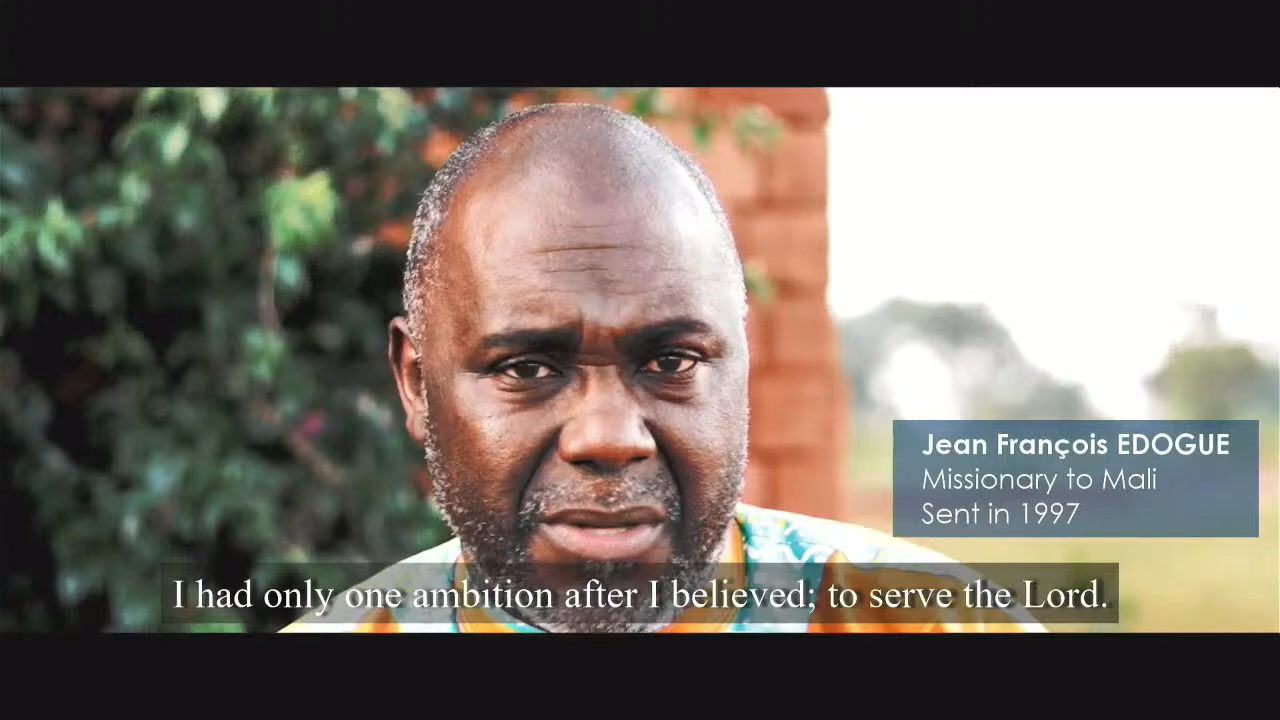 Jean François EDOGUE
Missionary to Mali
Sent in 1997
I had only one ambition after I believed; to serve the Lord.